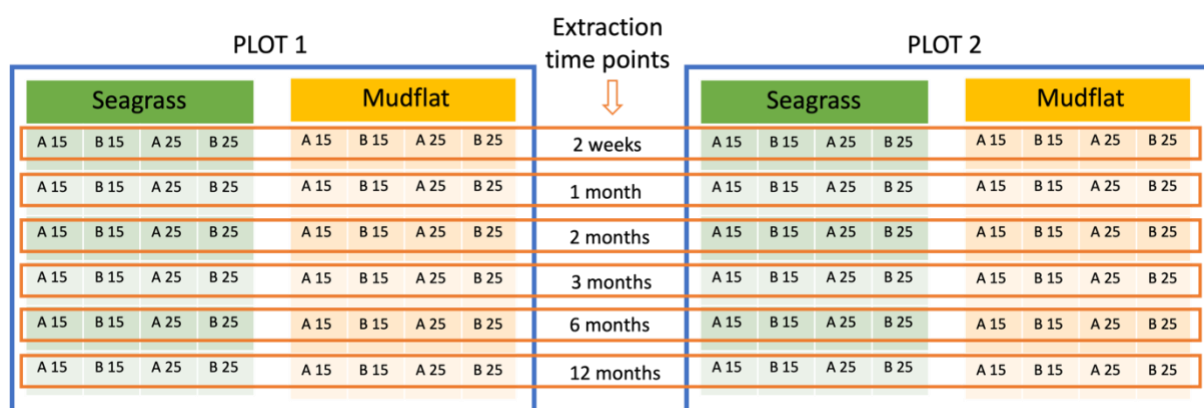 Extraction
time points
PLOT 1
PLOT 2
Seagrass Mudflat Seagrass Mudflat
A 15 B 15 A 25 B 25 A 15 B 15 A 25 B 25 2 weeks A 15 B 15 A 25 B 25 A 15 B 15 A 25 B 25
A 15 B 15 A 25 B 25 A 15 B 15 A 25 B 25 1 month A 15 B 15 A 25 B 25 A 15 B 15 A 25 B 25
A 15 B 15 A 25 B 25 A 15 B 15 A 25 B 25 2 months A 15 B 15 A 25 B 25 A 15 B 15 A 25 B 25
A 15 B 15 A 25 B 25 A 15 B 15 A 25 B 25 3 months A 15 B 15 A 25 B 25 A 15 B 15 A 25 B 25
A 15 B 15 A 25 B 25 A 15 B 15 A 25 B 25 6 months A 15 B 15 A 25 B 25 A 15 B 15 A 25 B 25
A 15 B 15 A 25 B 25 A 15 B 15 A 25 B 25 12 months A 15 B 15 A 25 B 25 A 15 B 15 A 25 B 25